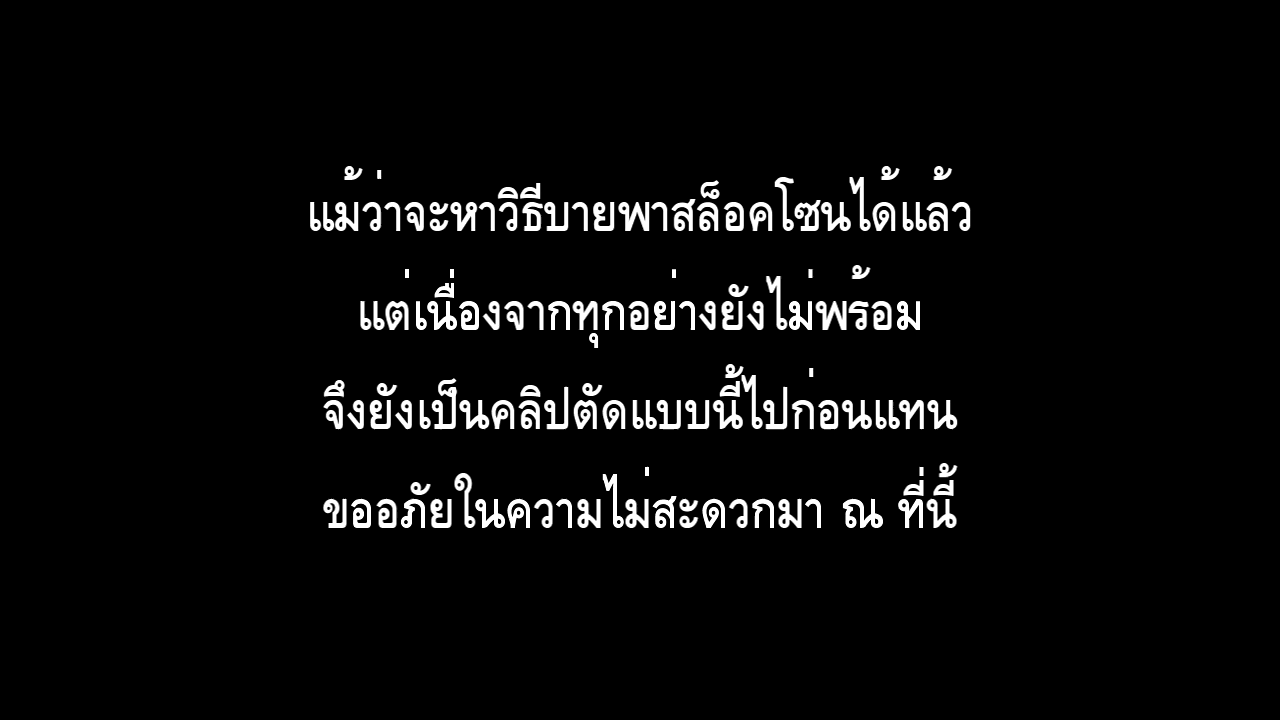 แม้ว่าจะหาวิธีบายพาสล็อคโซนได้แล้ว
แต่เนื่องจากทุกอย่างยังไม่พร้อม
จึงยังเป็นคลิปตัดแบบนี้ไปก่อนแทน
ขออภัยในความไม่สะดวกมา ณ ที่นี้